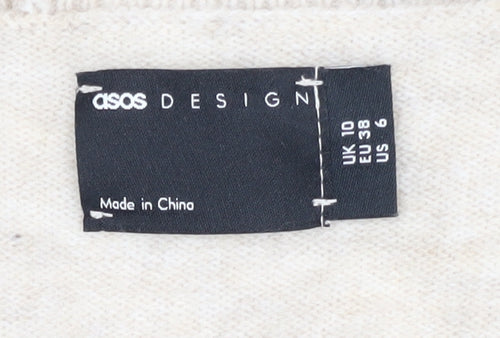 asos DESIGN
Made in China
UK 10
EU 38
US 6